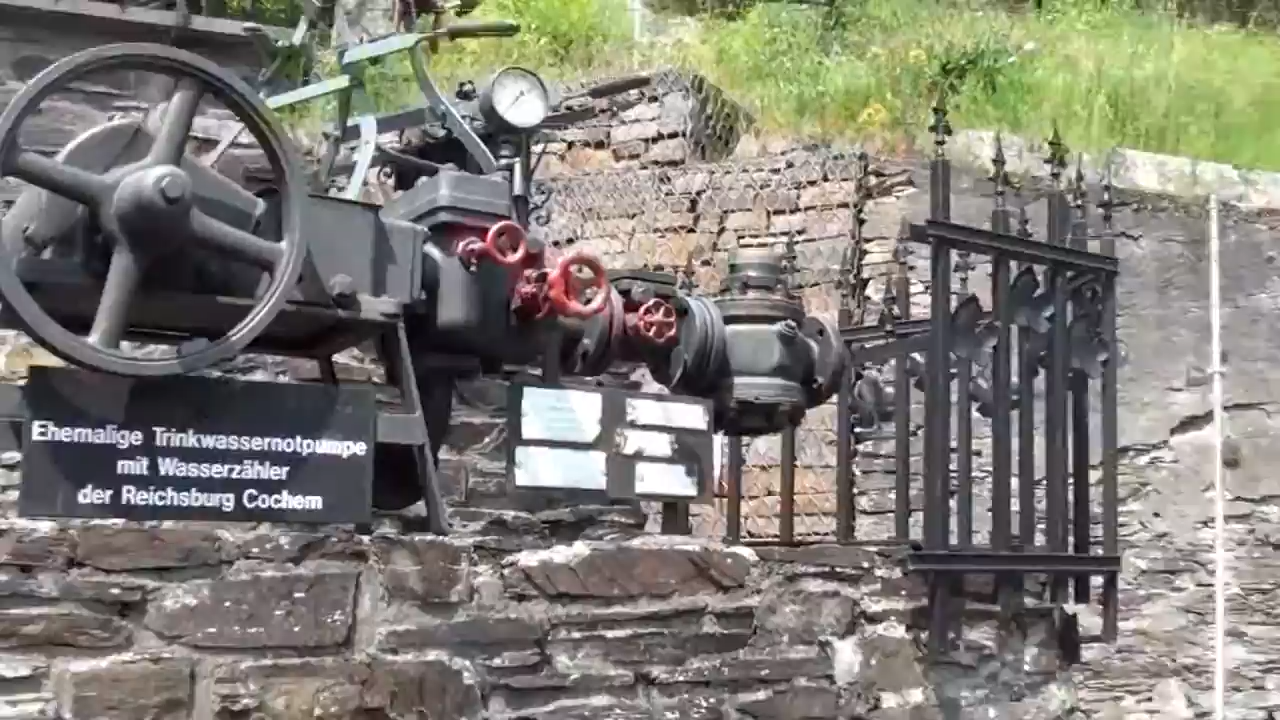 Ehemalige Trinkwassernotpumpe
mit Wasserzähler
der Reichsburg Cochem